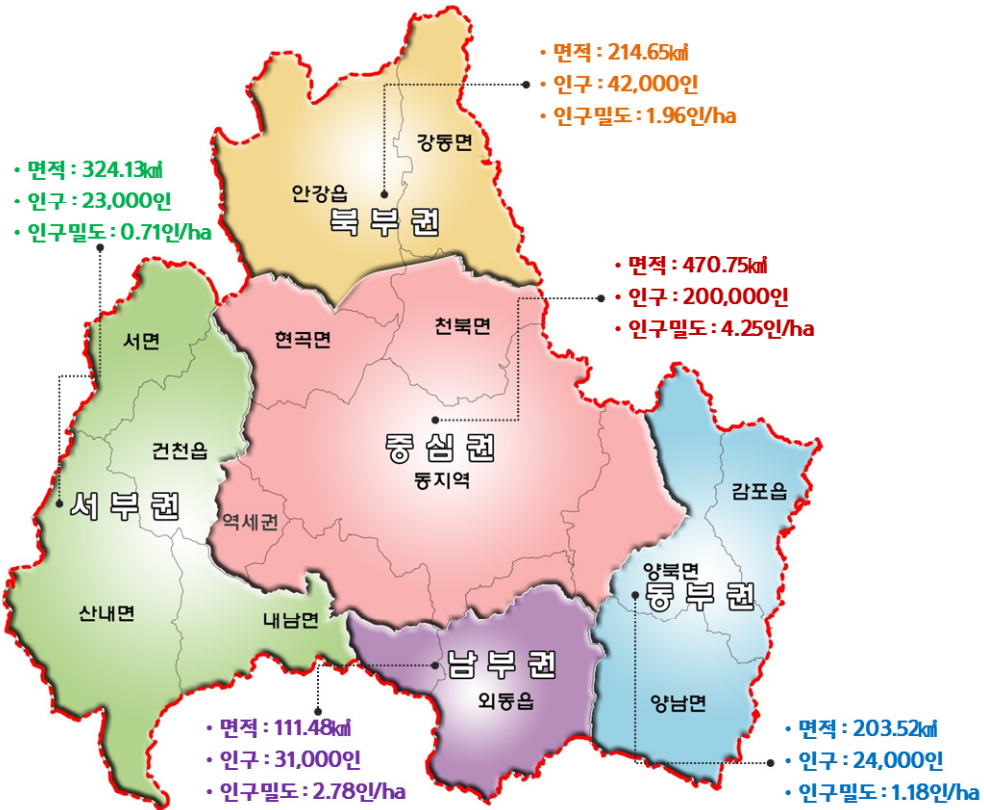 • 면적 : 214.65㎢
• 인구 : 42,000인
• 인구밀도 : 1.96인/ha
강동면
안강읍
북부권
• 면적 : 324.13㎢
• 인구 : 23,000인
• 인구밀도 : 0.71인/ha
• 면적 : 470.75㎢
• 인구 : 200,000인
• 인구밀도 : 4.25인/ha
서면
현곡면
천북면
건천읍
중심권
동지역
서부권
역세권
감포읍
양북면
동부권
산내면
내남면
남부권
외동읍
양남면
• 면적 : 111.48㎢
• 인구 : 31,000인
• 인구밀도 : 2.78인/ha
• 면적 : 203.52㎢
• 인구 : 24,000인
• 인구밀도 : 1.18인/ha